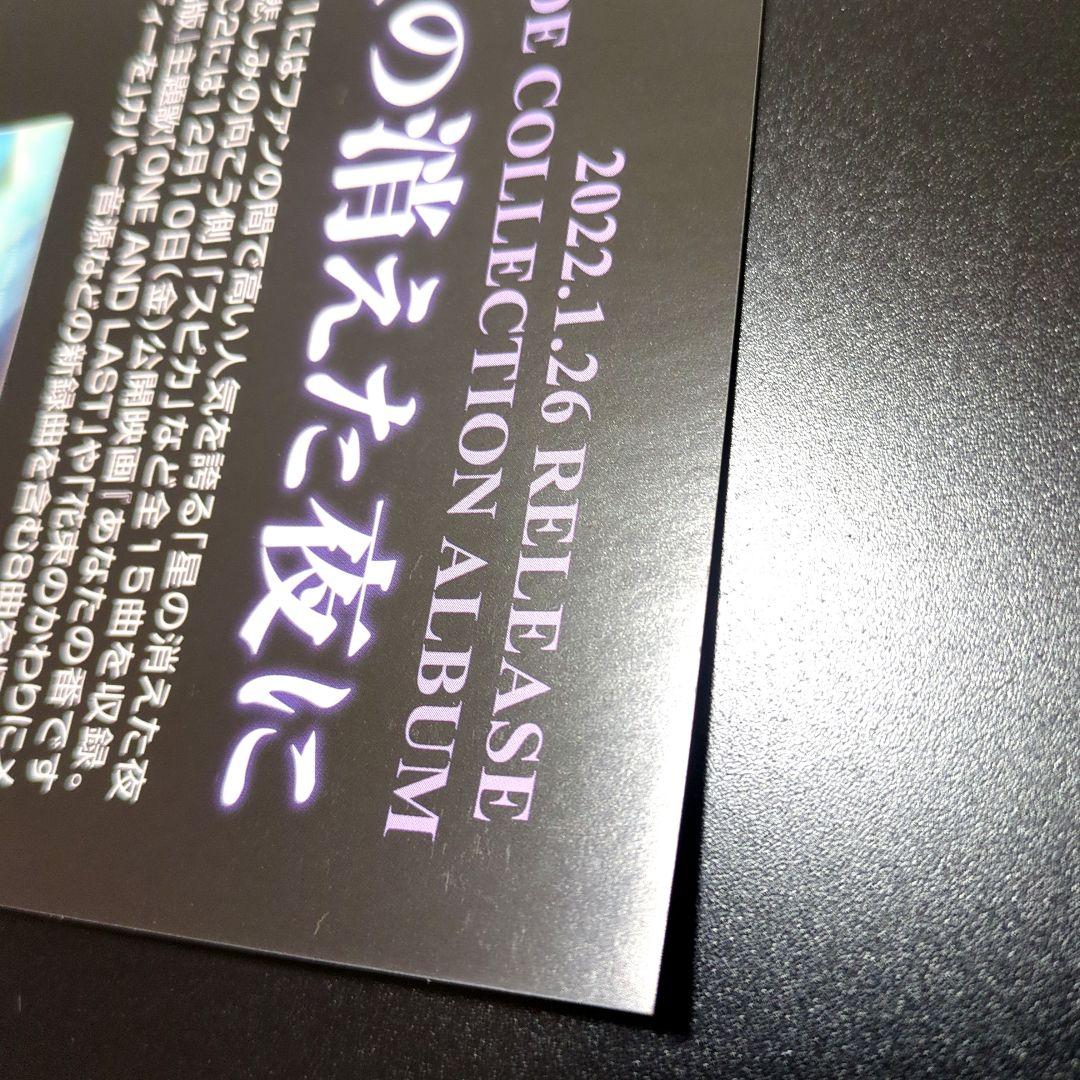 2022.1.26 RELEASE
DE COLLECTION ALBUM
の消えた夜に
1にはファンの間で高い人気を誇る「星の消えた夜
悲しみの向こう側」「スピカ」など全15曲を収録。
C2には12月10日(金)公開映画『あなたの番です
版』主題歌「ONE AND LAST」や「花束のかわりにメ
ィー」をカバー音源などの新録曲を含む8曲を